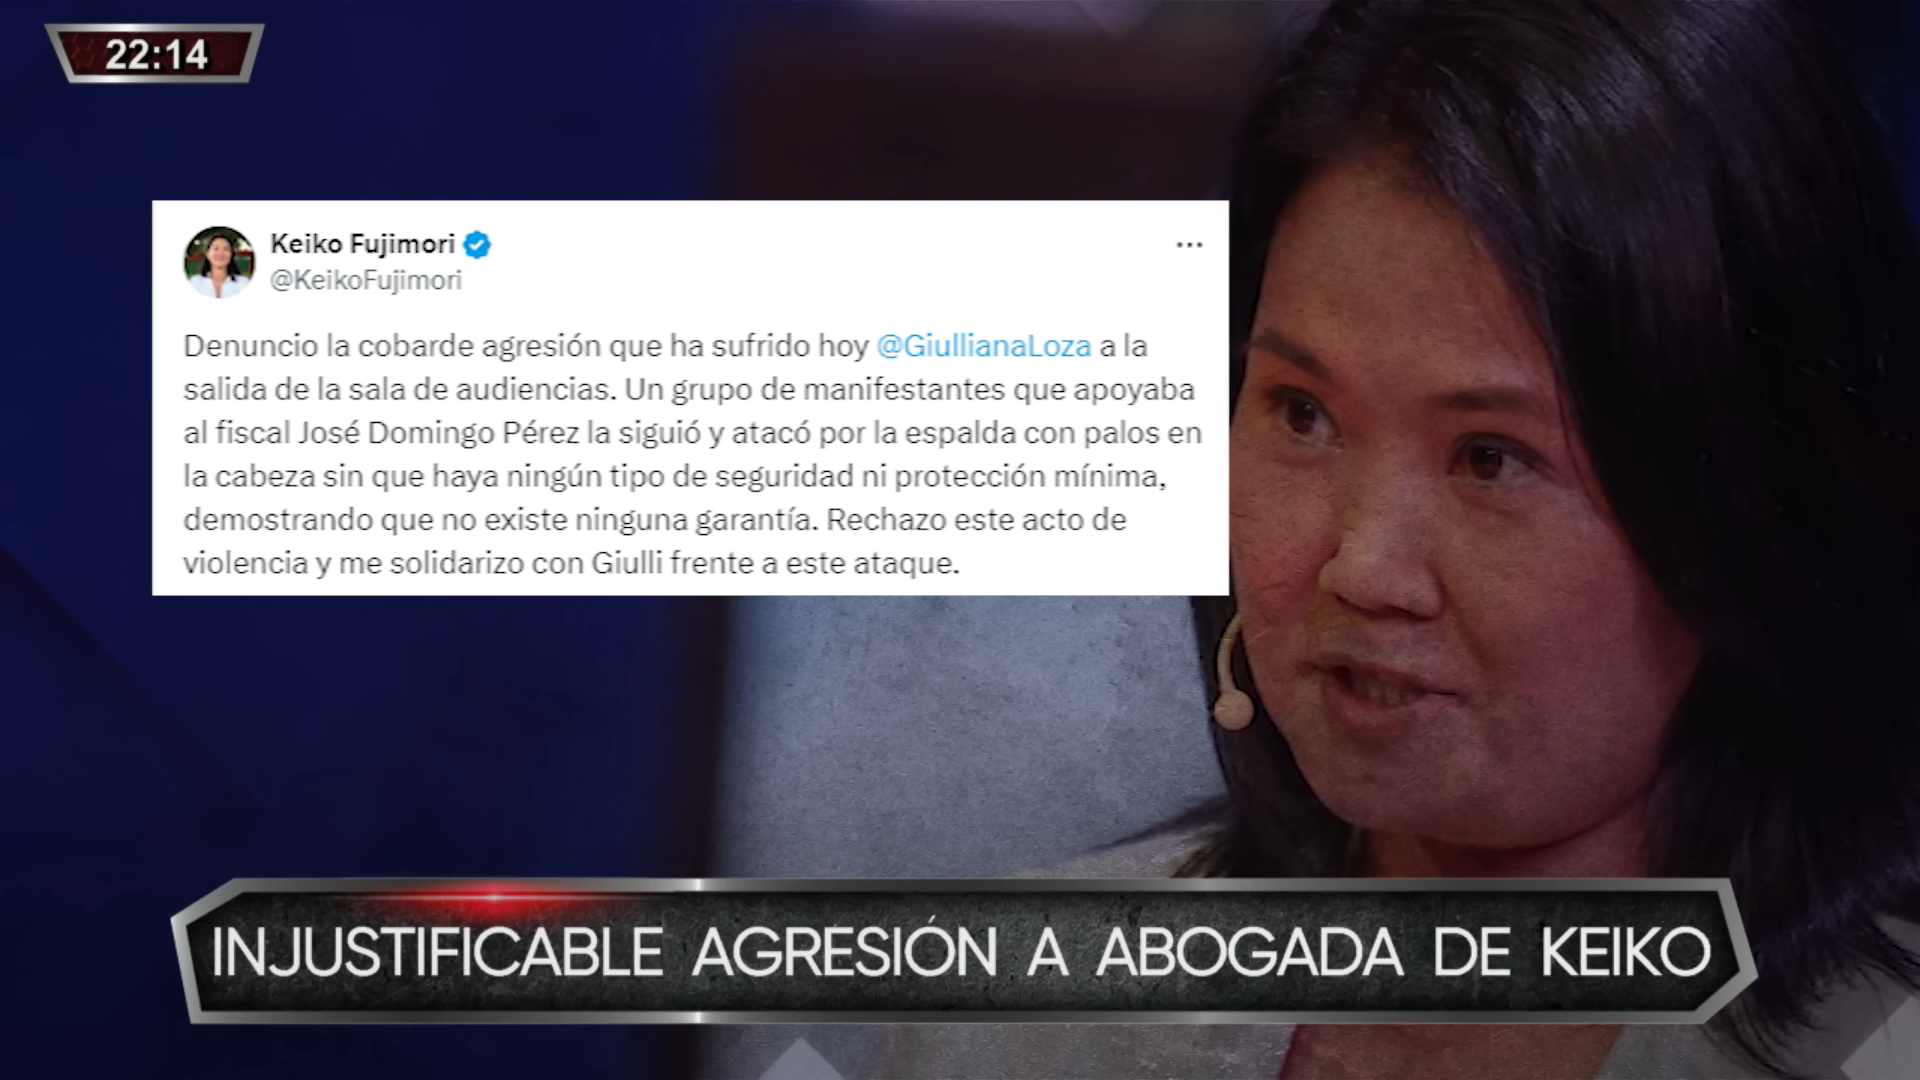 22:14
Keiko Fujimori
@KeikoFujimori
Denuncio la cobarde agresión que ha sufrido hoy @GiullianaLoza a la
salida de la sala de audiencias. Un grupo de manifestantes que apoyaba
al fiscal José Domingo Pérez la siguió y atacó por la espalda con palos en
la cabeza sin que haya ningún tipo de seguridad ni protección mínima,
demostrando que no existe ninguna garantía. Rechazo este acto de
violencia y me solidarizo con Giulli frente a este ataque.
INJUSTIFICABLE AGRESIÓN A ABOGADA DE KEIKO